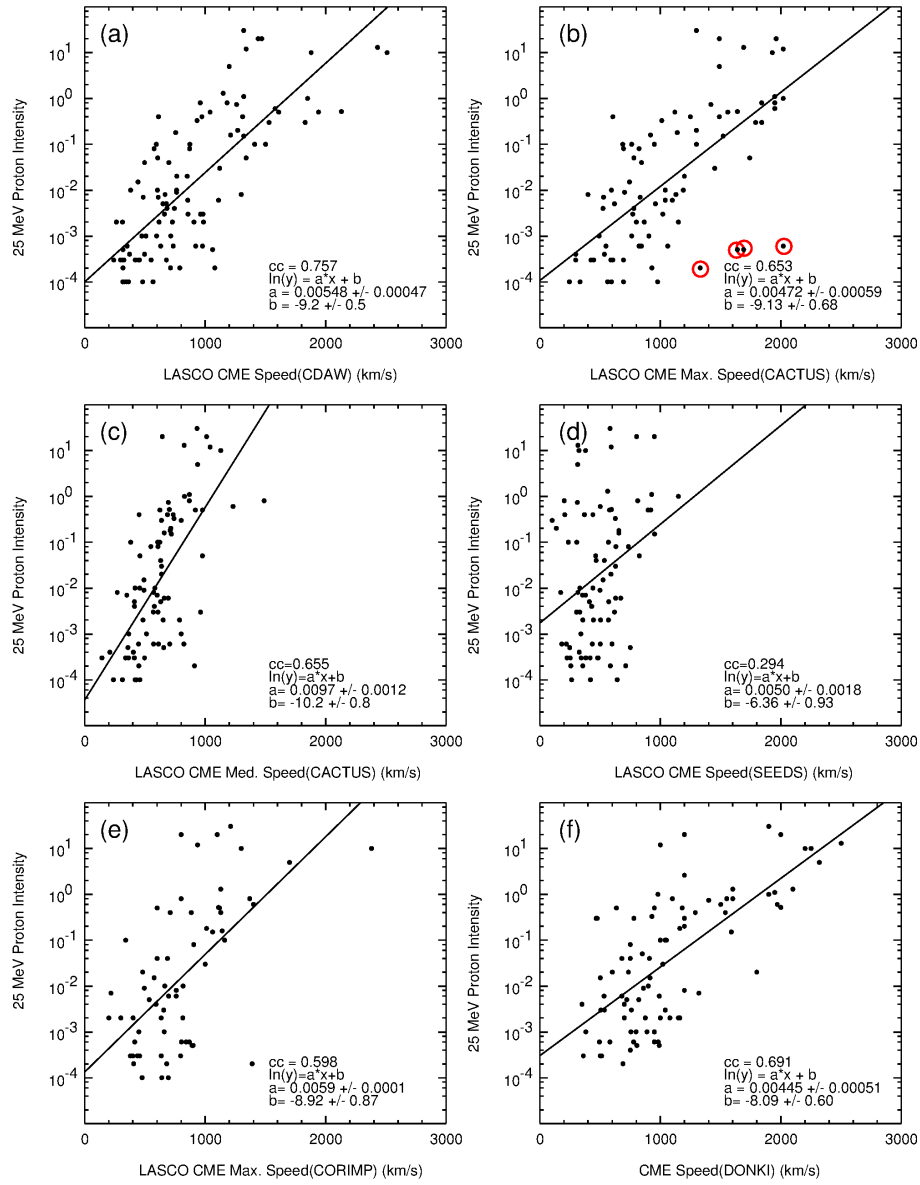 (a)
25 MeV Proton Intensity
10^1
10^0
10^-1
10^-2
10^-3
10^-4
cc = 0.757
ln(y) = a*x + b
a = 0.00548 +/- 0.00047
b = -9.2 +/- 0.5
0 1000 2000 3000
LASCO CME Speed(CDAW) (km/s)
(b)
25 MeV Proton Intensity
10^1
10^0
10^-1
10^-2
10^-3
10^-4
cc = 0.653
ln(y) = a*x + b
a = 0.00472 +/- 0.00059
b = -9.13 +/- 0.68
0 1000 2000 3000
LASCO CME Max. Speed(CACTUS) (km/s)
(c)
25 MeV Proton Intensity
10^1
10^0
10^-1
10^-2
10^-3
10^-4
cc=0.655
ln(y)=a*x+b
a= 0.0097 +/- 0.0012
b= -10.2 +/- 0.8
0 1000 2000 3000
LASCO CME Med. Speed(CACTUS) (km/s)
(d)
25 MeV Proton Intensity
10^1
10^0
10^-1
10^-2
10^-3
10^-4
cc=0.294
ln(y)=a*x+b
a= 0.0050 +/- 0.0018
b= -6.36 +/- 0.93
0 1000 2000 3000
LASCO CME Speed(SEEDS) (km/s)
(e)
25 MeV Proton Intensity
10^1
10^0
10^-1
10^-2
10^-3
10^-4
cc = 0.598
ln(y)=a*x+b
a= 0.0059 +/- 0.0001
b= -8.92 +/- 0.87
0 1000 2000 3000
LASCO CME Max. Speed(CORIMP) (km/s)
(f)
25 MeV Proton Intensity
10^1
10^0
10^-1
10^-2
10^-3
10^-4
cc = 0.691
ln(y) = a*x + b
a = 0.00445 +/- 0.00051
b= -8.09 +/- 0.60
0 1000 2000 3000
CME Speed(DONKI) (km/s)